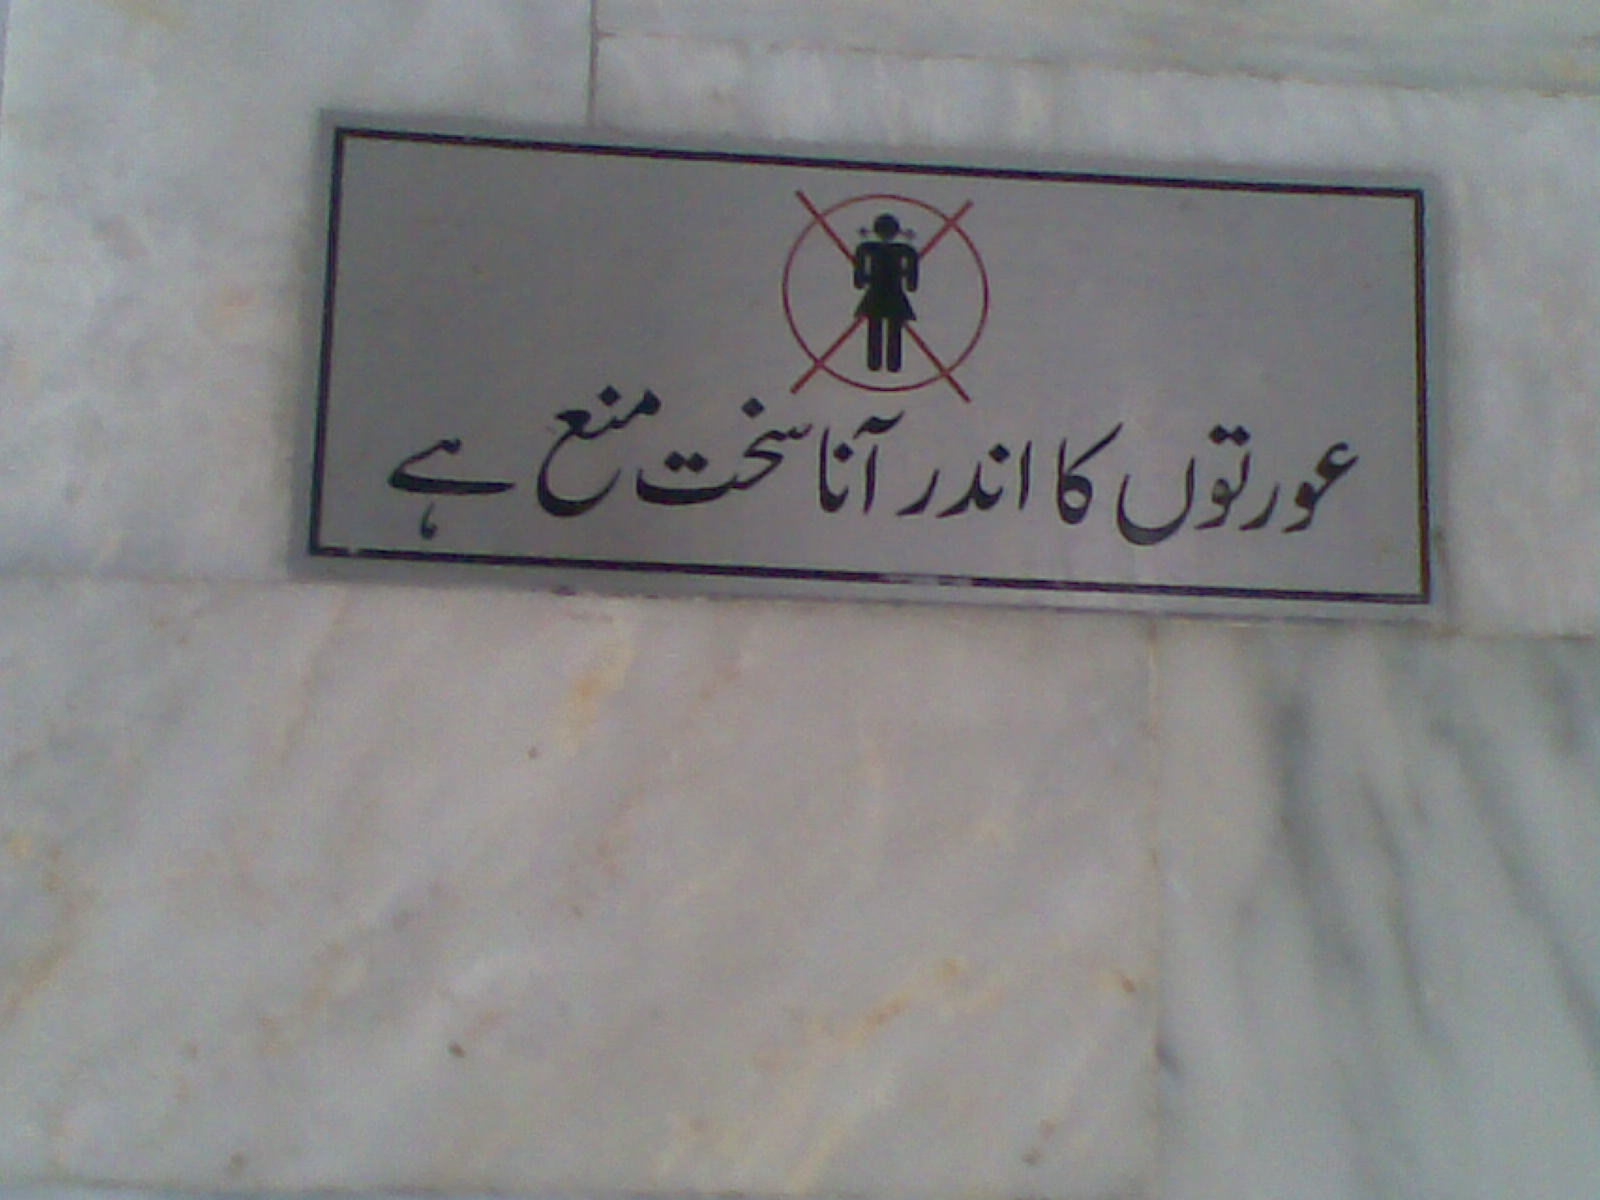 عورتوں کا اندر آنا سخت منع ہے